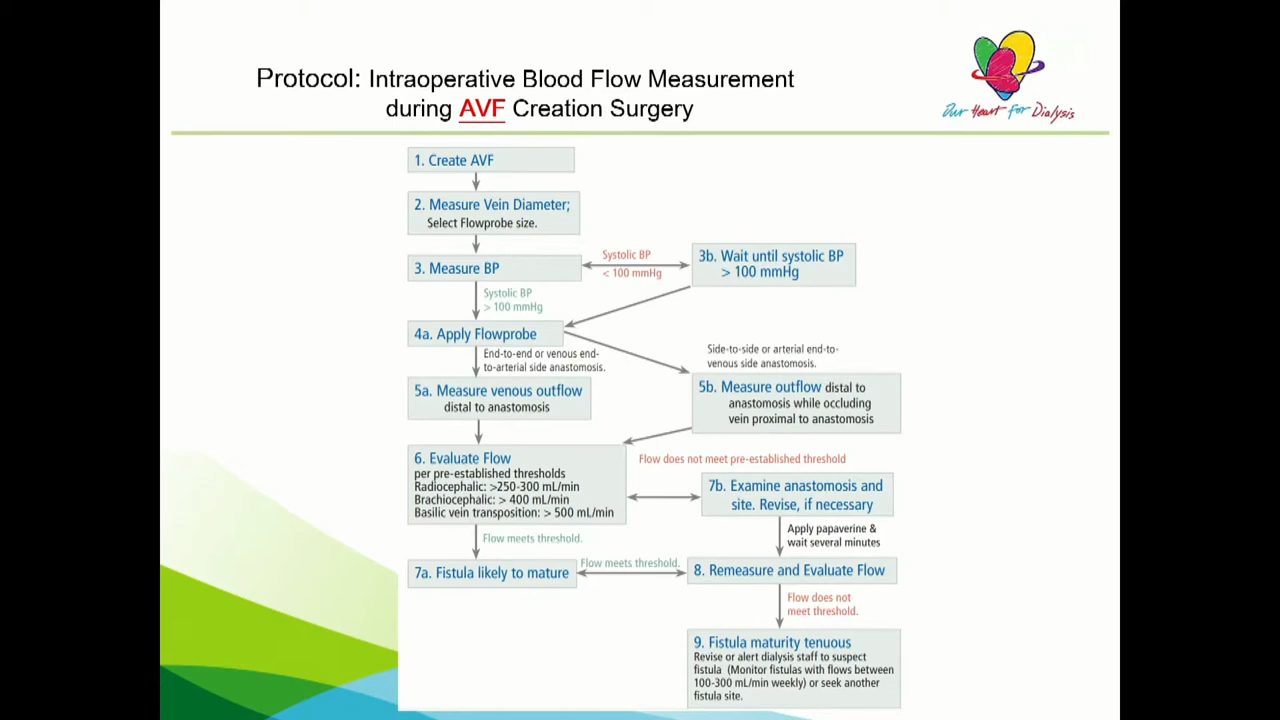 Protocol: Intraoperative Blood Flow Measurement
during AVF Creation Surgery
Our Heart For Dialysis
1. Create AVF
2. Measure Vein Diameter;
Select Flowprobe size.
3. Measure BP
Systolic BP
< 100 mmHg
3b. Wait until systolic BP
> 100 mmHg
Systolic BP
> 100 mmHg
4a. Apply Flowprobe
End-to-end or venous end-
to-arterial side anastomosis.
Side-to-side or arterial end-to-
venous side anastomosis.
5a. Measure venous outflow
distal to anastomosis
5b. Measure outflow distal to
anastomosis while occluding
vein proximal to anastomosis
6. Evaluate Flow
per pre-established thresholds
Radiocephalic: >250-300 mL/min
Brachiocephalic: > 400 mL/min
Basilic vein transposition: > 500 mL/min
Flow does not meet pre-established threshold
7b. Examine anastomosis and
site. Revise, if necessary
Apply papaverine &
wait several minutes
Flow meets threshold.
7a. Fistula likely to mature
Flow meets threshold.
8. Remeasure and Evaluate Flow
Flow does not
meet threshold.
9. Fistula maturity tenuous
Revise or alert dialysis staff to suspect
fistula (Monitor fistulas with flows between
100-300 mL/min weekly) or seek another
fistula site.